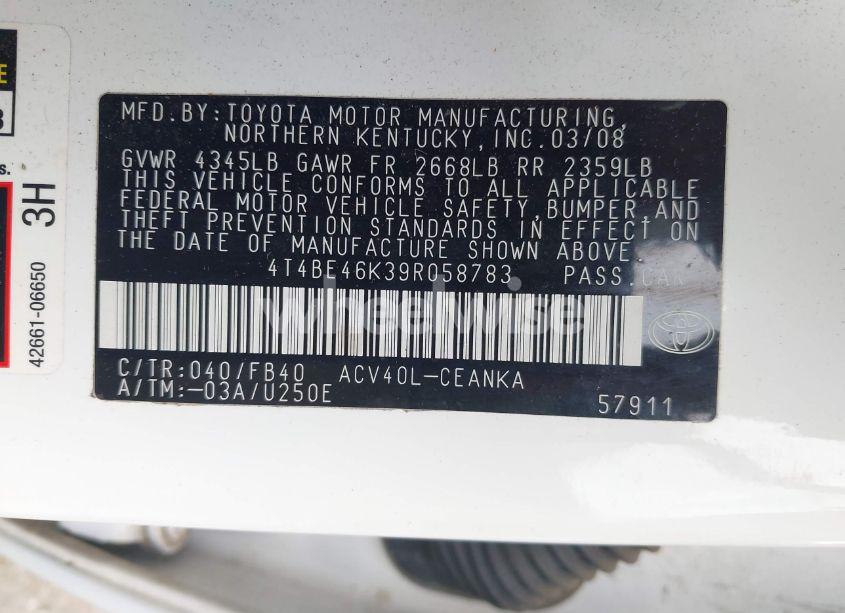 E
3
s.
3H
42661-06650
MFD.BY:TOYOTA MOTOR MANUFACTURING,
NORTHERN KENTUCKY,INC.03/08
GVWR 4345LB GAWR FR 2668LB RR 2359LB
THIS VEHICLE CONFORMS TO ALL APPLICABLE
FEDERAL MOTOR VEHICLE SAFETY,BUMPER,AND
THEFT PREVENTION STANDARDS IN EFFECT ON
THE DATE OF MANUFACTURE SHOWN ABOVE.
4T4BE46K39R058783 PASS.CAR
wheelwise
C/TR:040/FB40 ACV40L-CEANKA
A/TM:-03A/U250E
57911